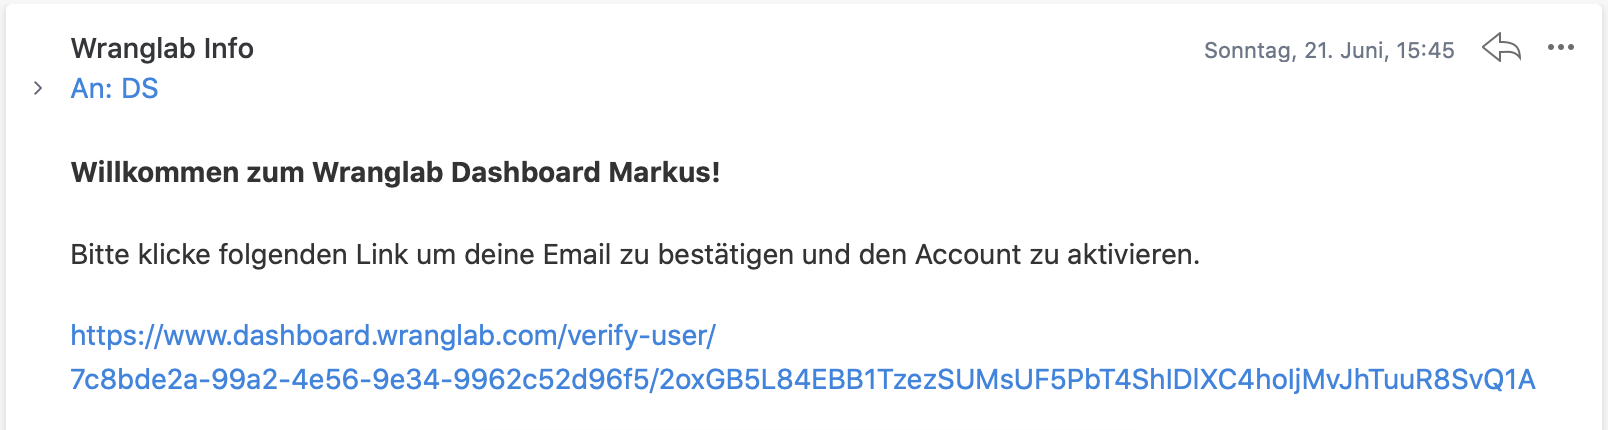 Wranglab Info
Sonntag, 21. Juni, 15:45
An: DS
Willkommen zum Wranglab Dashboard Markus!
Bitte klicke folgenden Link um deine Email zu bestätigen und den Account zu aktivieren.
https://www.dashboard.wranglab.com/verify-user/
7c8bde2a-99a2-4e56-9e34-9962c52d96f5/2oxGB5L84EBB1TzezSUMsUF5PbT4ShIDlXC4holjMvJhTuuR8SvQ1A